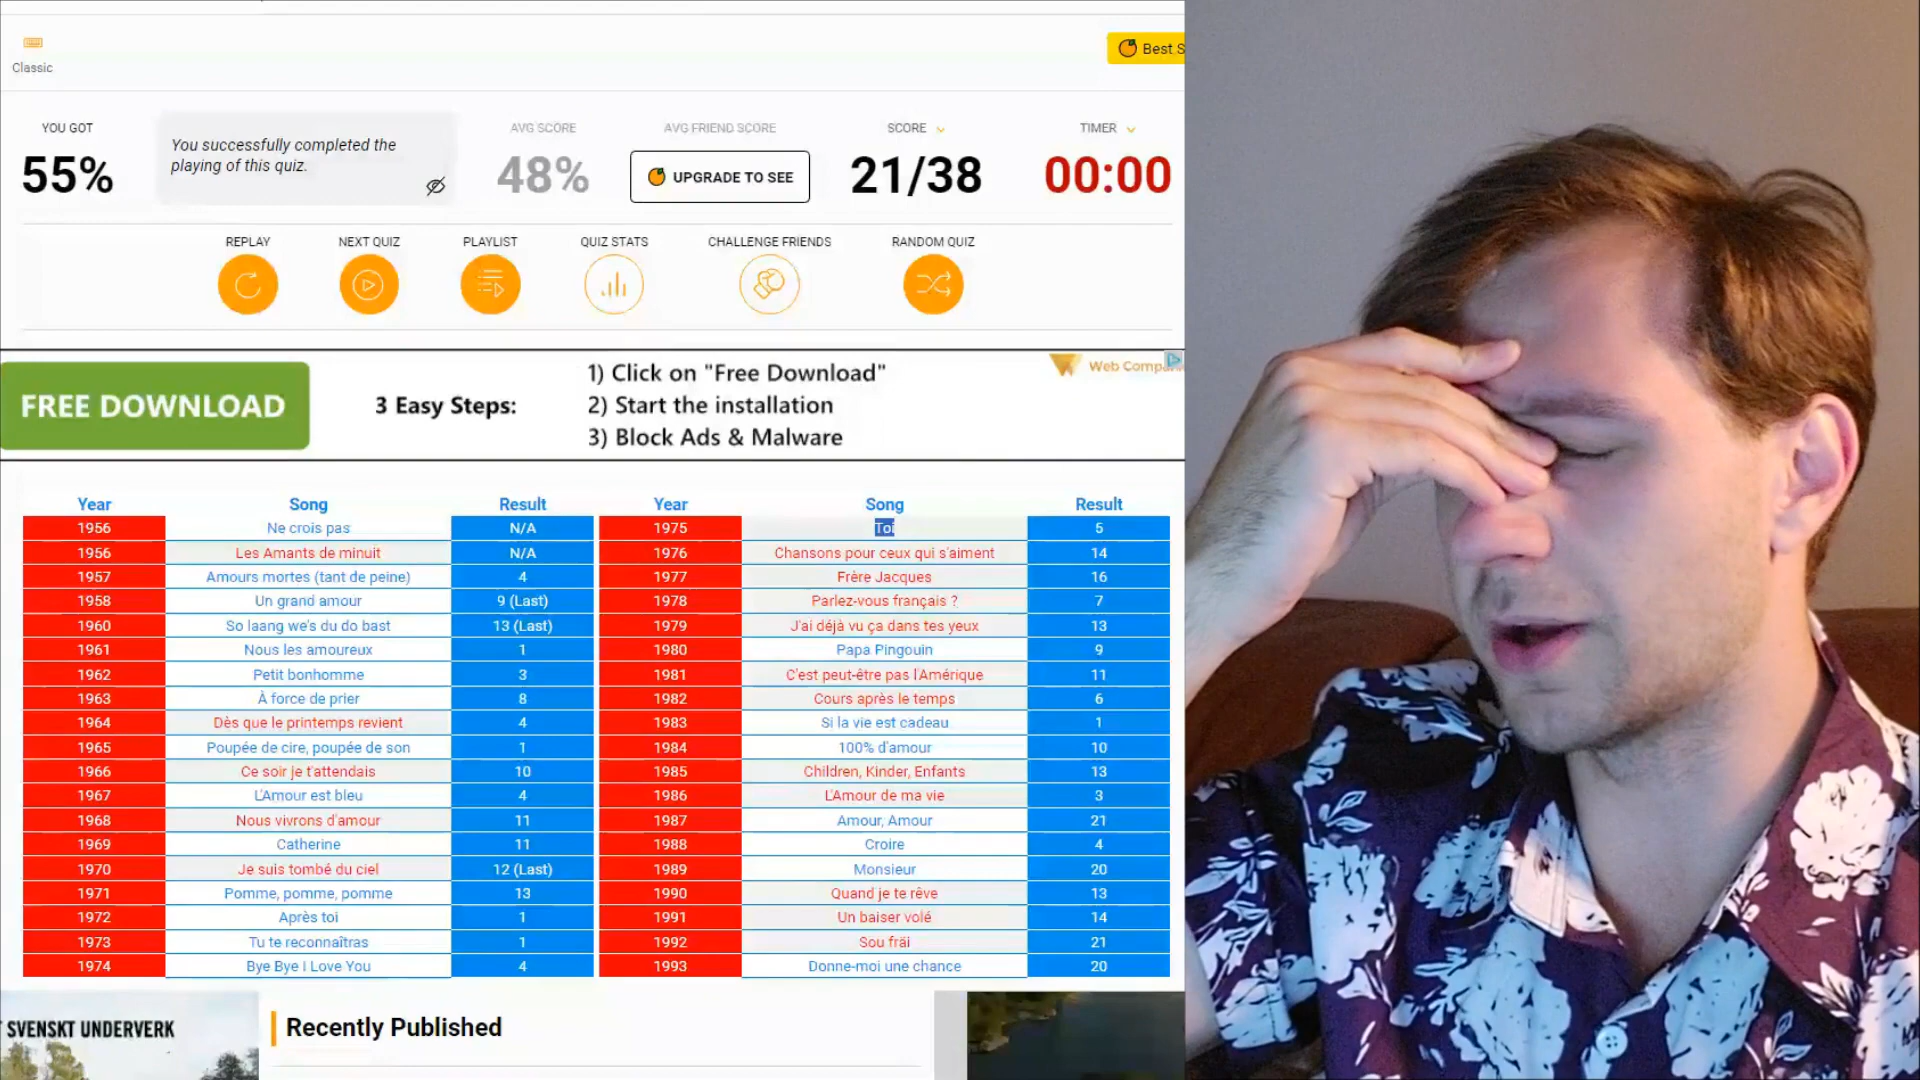 Classic
Best S
YOU GOT
55%
You successfully completed the
playing of this quiz.
AVG SCORE
48%
AVG FRIEND SCORE
UPGRADE TO SEE
SCORE
21/38
TIMER
00:00
REPLAY
NEXT QUIZ
PLAYLIST
QUIZ STATS
CHALLENGE FRIENDS
RANDOM QUIZ
FREE DOWNLOAD
3 Easy Steps:
1) Click on "Free Download"
2) Start the installation
3) Block Ads & Malware
Web Compani
Year Song Result Year Song Result
1956 Ne crois pas N/A 1975 Toi 5
1956 Les Amants de minuit N/A 1976 Chansons pour ceux qui s'aiment 14
1957 Amours mortes (tant de peine) 4 1977 Frère Jacques 16
1958 Un grand amour 9 (Last) 1978 Parlez-vous français ? 7
1960 So laang we's du do bast 13 (Last) 1979 J'ai déjà vu ça dans tes yeux 13
1961 Nous les amoureux 1 1980 Papa Pingouin 9
1962 Petit bonhomme 3 1981 C'est peut-être pas l'Amérique 11
1963 À force de prier 8 1982 Cours après le temps 6
1964 Dès que le printemps revient 4 1983 Si la vie est cadeau 1
1965 Poupée de cire, poupée de son 1 1984 100% d'amour 10
1966 Ce soir je t'attendais 10 1985 Children, Kinder, Enfants 13
1967 L'Amour est bleu 4 1986 L'Amour de ma vie 3
1968 Nous vivrons d'amour 11 1987 Amour, Amour 21
1969 Catherine 11 1988 Croire 4
1970 Je suis tombé du ciel 12 (Last) 1989 Monsieur 20
1971 Pomme, pomme, pomme 13 1990 Quand je te rêve 13
1972 Après toi 1 1991 Un baiser volé 14
1973 Tu te reconnaîtras 1 1992 Sou fräi 21
1974 Bye Bye I Love You 4 1993 Donne-moi une chance 20
SVENSKT UNDERVERK
Recently Published